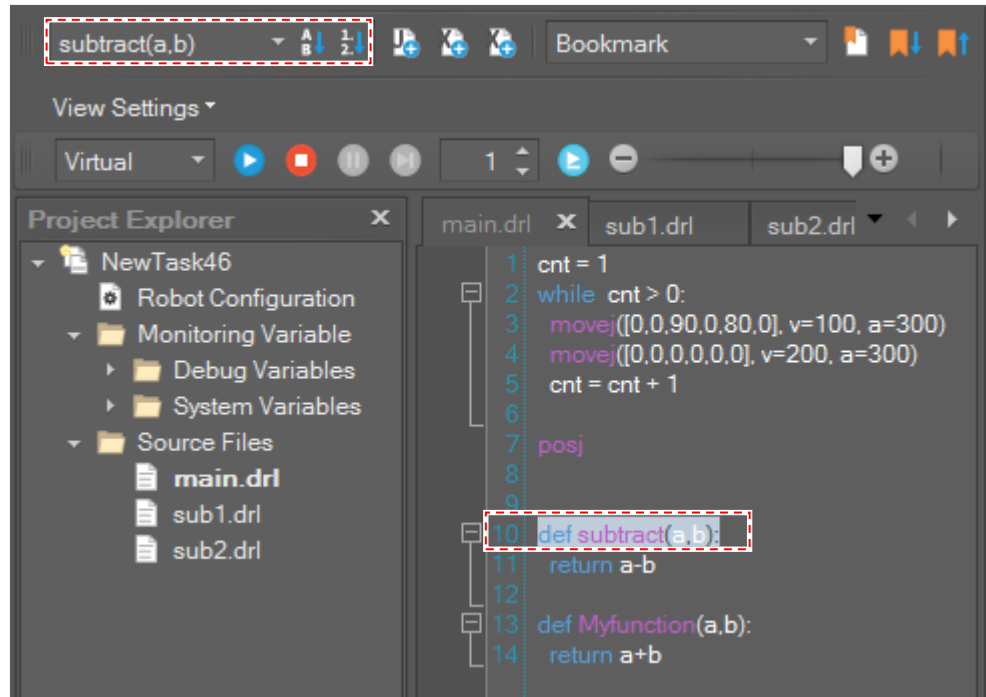 subtract(a,b)
Bookmark
View Settings
Virtual
1
Project Explorer
NewTask46
Robot Configuration
Monitoring Variable
Debug Variables
System Variables
Source Files
main.drl
sub1.drl
sub2.drl
main.drl sub1.drl sub2.drl
1 cnt = 1
2 while cnt > 0:
3 movej([0,0,90,0,80,0], v=100, a=300)
4 movej([0,0,0,0,0,0], v=200, a=300)
5 cnt = cnt + 1
6
7 posj
8
9
10 def subtract(a,b):
11 return a-b
12
13 def Myfunction(a,b):
14 return a+b